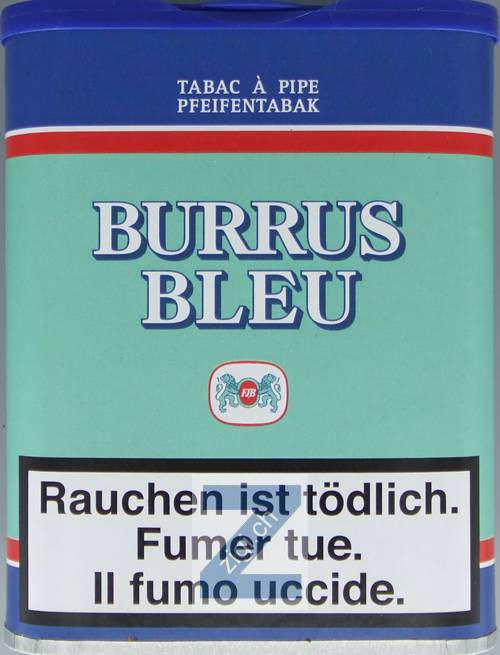 TABAC À PIPE
PFEIFENTABAK
BURRUS
BLEU
FJB
Rauchen ist tödlich.
Fumer tue.
Il fumo uccide.